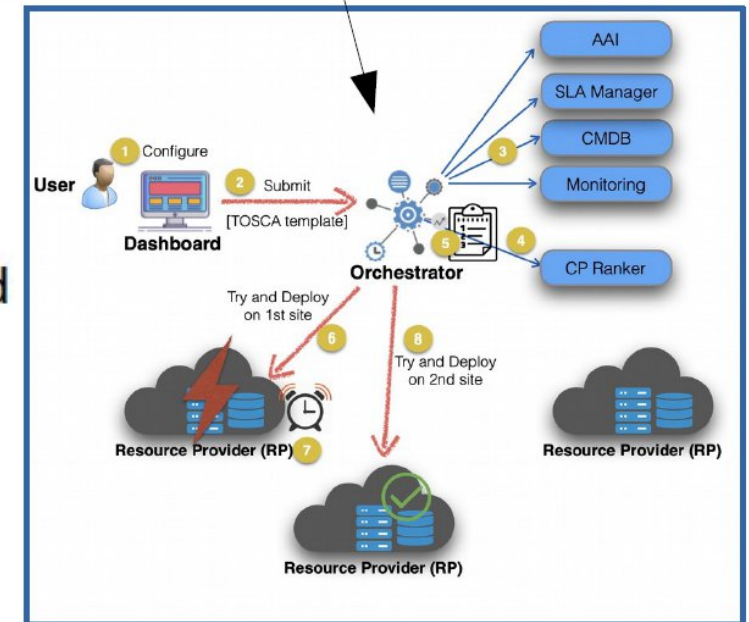 AAI
SLA Manager
CMDB
Monitoring
CP Ranker
3
4
1 Configure
User
2 Submit
[TOSCA template]
Dashboard
5
Orchestrator
Try and Deploy
on 1st site
6
8
Try and Deploy
on 2nd site
Resource Provider (RP)
7
Resource Provider (RP)
Resource Provider (RP)
d